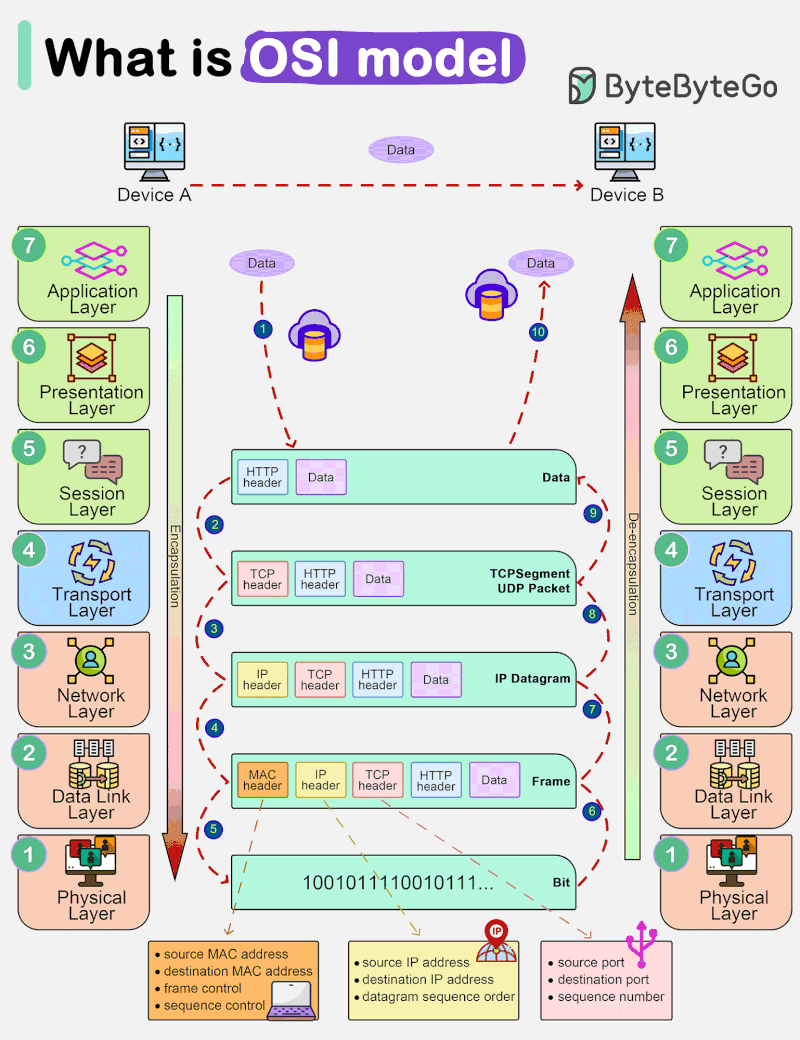 What is OSI model
ByteByteGo
Data
Device A
Device B
7
Application
Layer
6
Presentation
Layer
5
?
Session
Layer
4
Transport
Layer
3
Network
Layer
2
Data Link
Layer
1
Physical
Layer
Encapsulation
Data
1
Data
10
HTTP
header
Data
Data
2
9
TCP
header
HTTP
header
Data
TCPSegment
UDP Packet
3
8
IP
header
TCP
header
HTTP
header
Data
IP Datagram
4
7
MAC
header
IP
header
TCP
header
HTTP
header
Data
Frame
5
6
1001011110010111...
Bit
De-encapsulation
7
Application
Layer
6
Presentation
Layer
5
?
Session
Layer
4
Transport
Layer
3
Network
Layer
2
Data Link
Layer
1
Physical
Layer
• source MAC address
• destination MAC address
• frame control
• sequence control
IP
• source IP address
• destination IP address
• datagram sequence order
• source port
• destination port
• sequence number